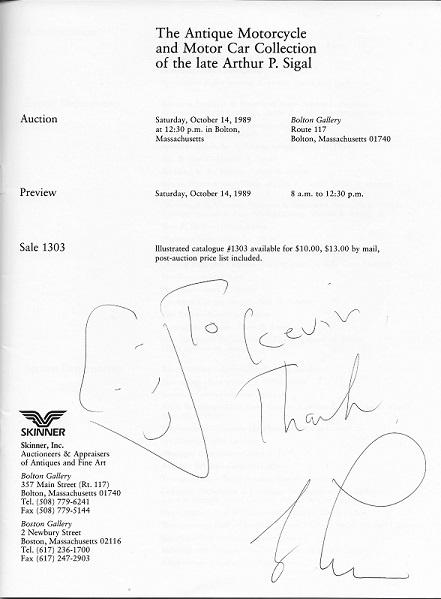 The Antique Motorcycle
and Motor Car Collection
of the late Arthur P. Sigal
Auction
Saturday, October 14, 1989
at 12:30 p.m. in Bolton,
Massachusetts
Bolton Gallery
Route 117
Bolton, Massachusetts 01740
Preview
Saturday, October 14, 1989
8 a.m. to 12:30 p.m.
Sale 1303
Illustrated catalogue #1303 available for $10.00, $13.00 by mail,
post-auction price list included.
To Kevin
Thank
SKINNER
Skinner, Inc.
Auctioneers & Appraisers
of Antiques and Fine Art
Bolton Gallery
357 Main Street (Rt. 117)
Bolton, Massachusetts 01740
Tel. (508) 779-6241
Fax (508) 779-5144
Boston Gallery
2 Newbury Street
Boston, Massachusetts 02116
Tel. (617) 236-1700
Fax (617) 247-2903